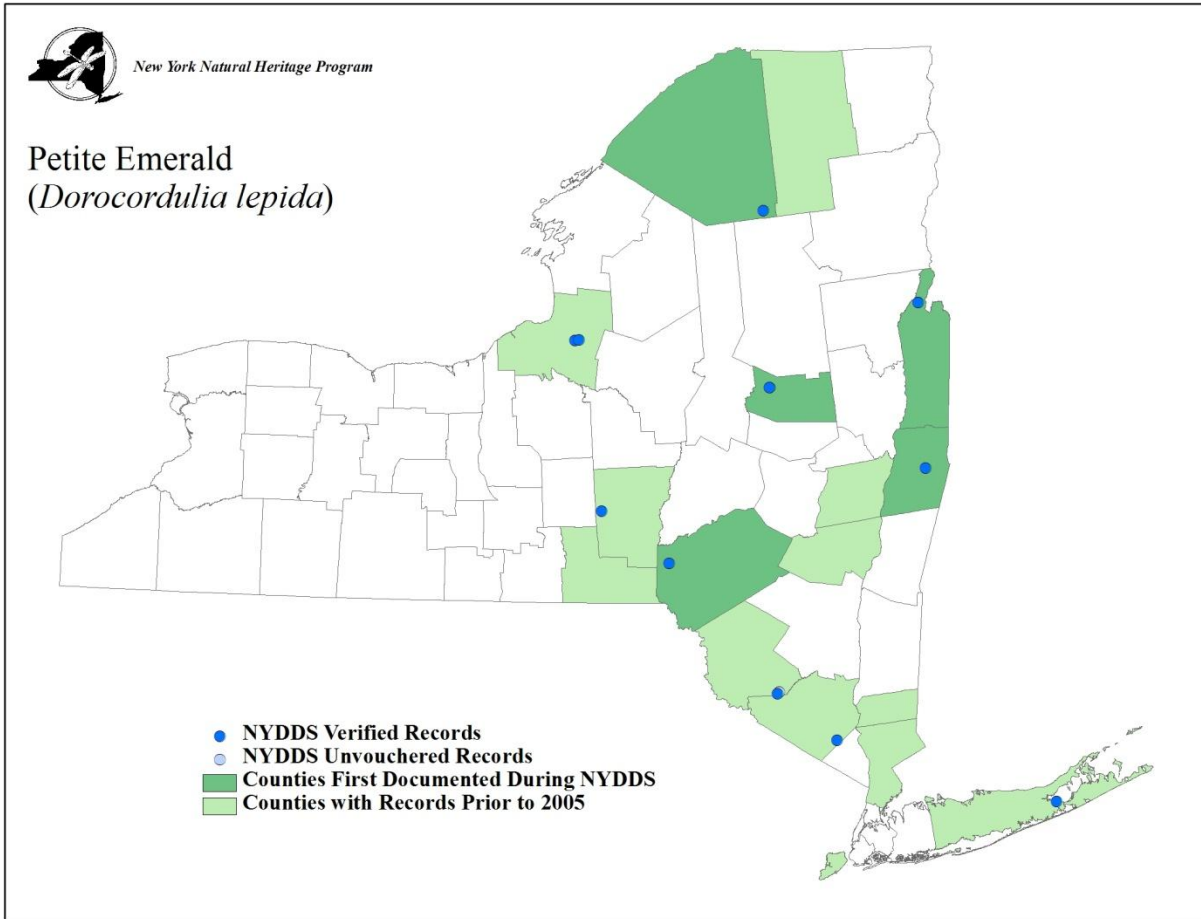 New York Natural Heritage Program
Petite Emerald
(Dorocordulia lepida)
NYDDS Verified Records
NYDDS Unvouchered Records
Counties First Documented During NYDDS
Counties with Records Prior to 2005